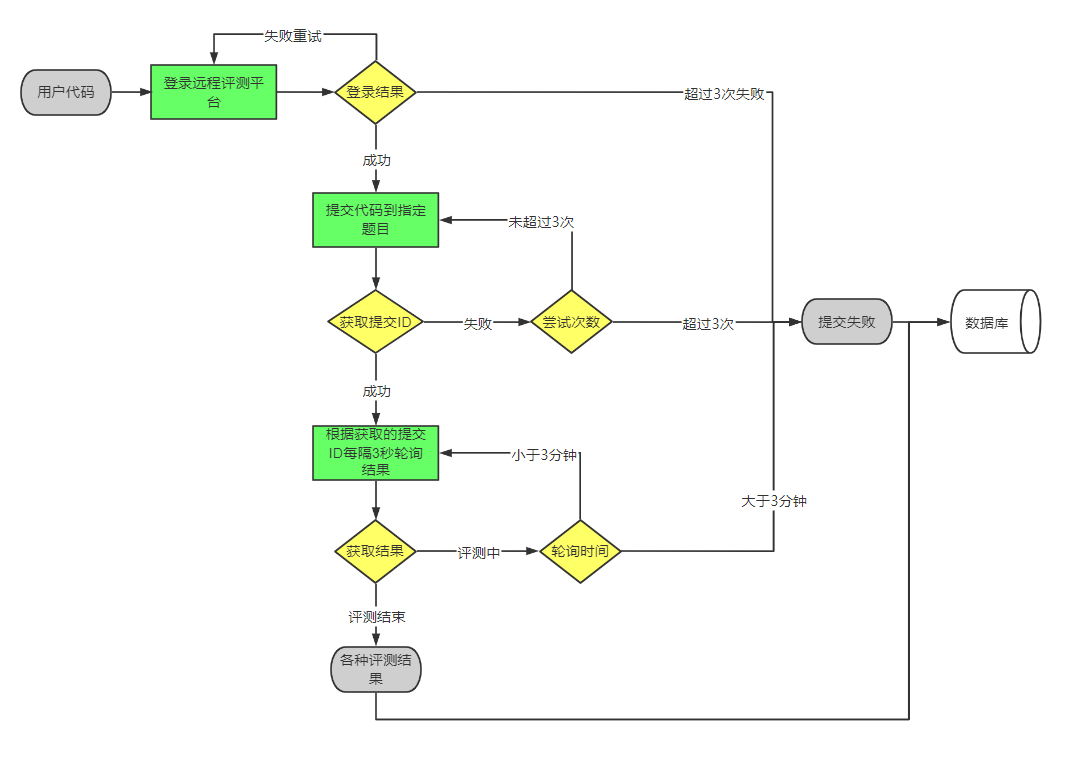 失败重试
用户代码
登录远程评测平
台
登录结果
超过3次失败
成功
提交代码到指定
题目
未超过3次
获取提交ID
失败
尝试次数
超过3次
提交失败
数据库
成功
根据获取的提交
ID每隔3秒轮询
结果
小于3分钟
大于3分钟
获取结果
评测中
轮询时间
评测结束
各种评测结
果